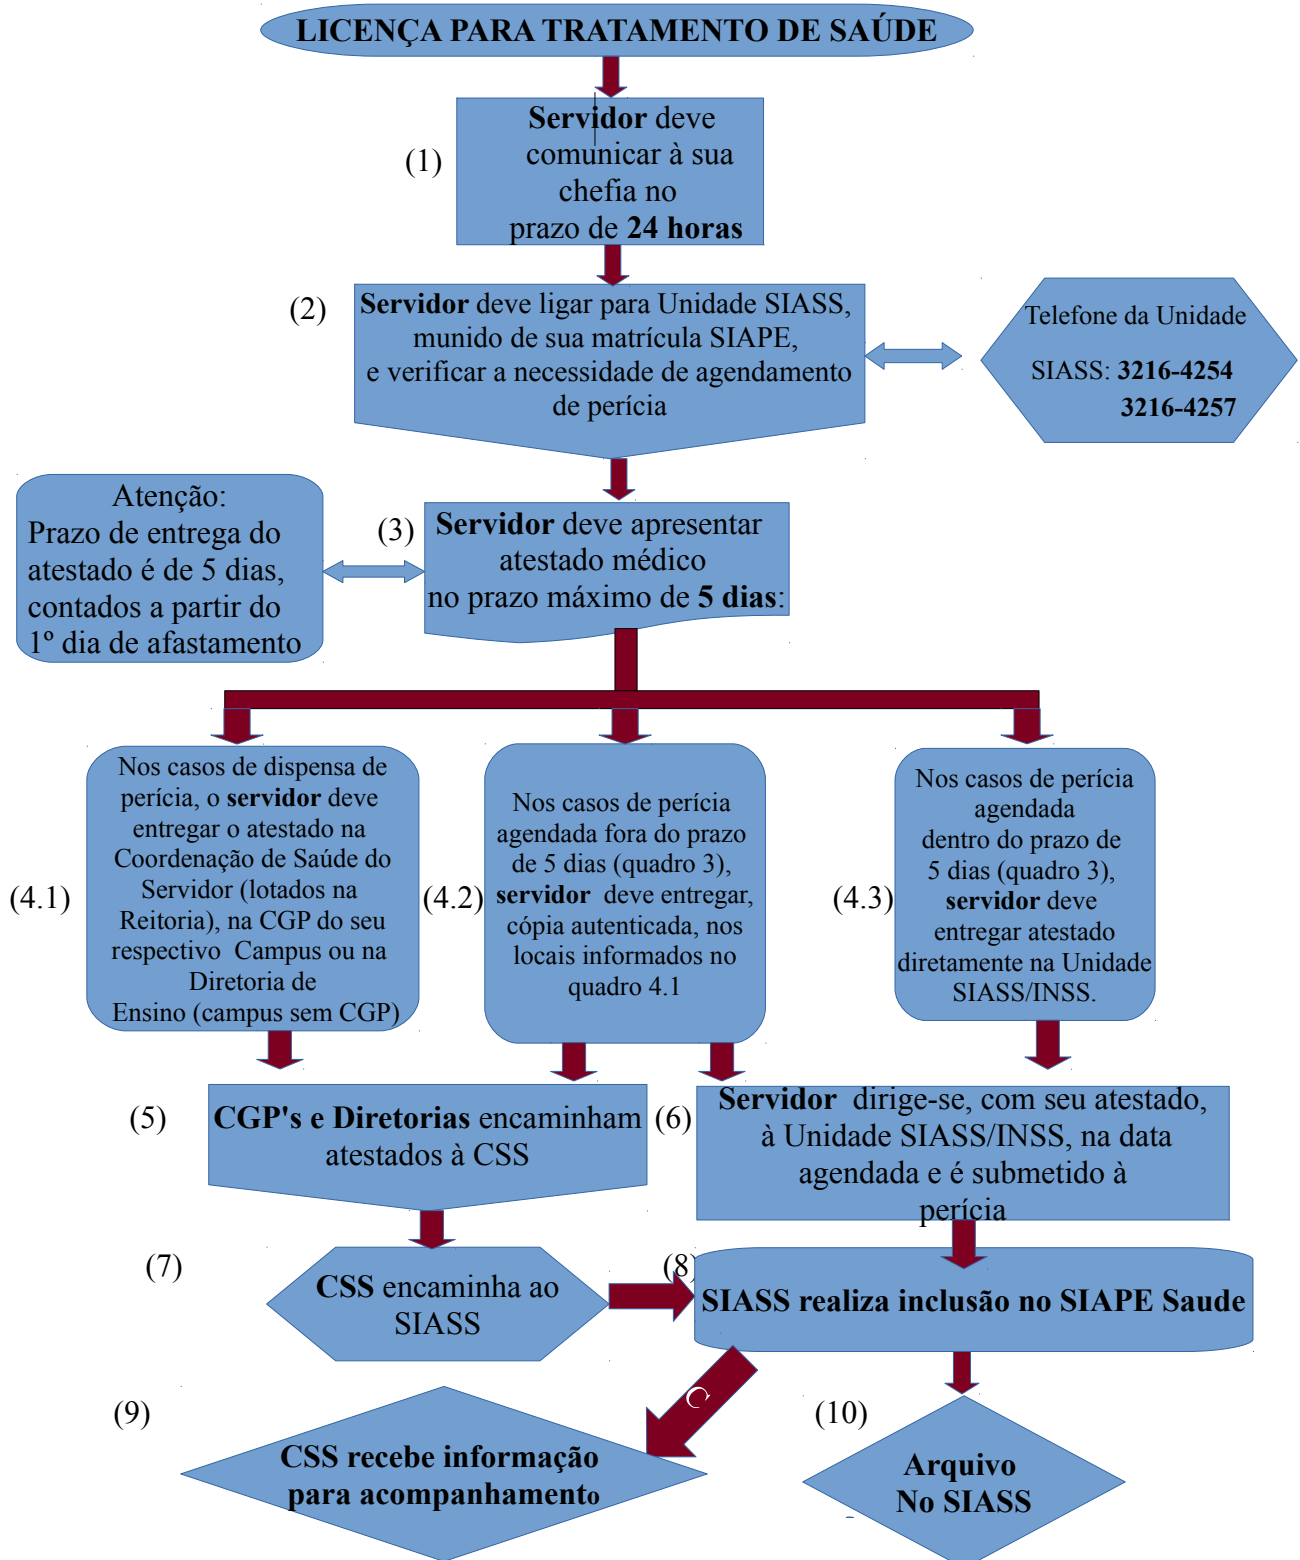 LICENÇA PARA TRATAMENTO DE SAÚDE
(1)
Servidor deve
comunicar à sua
chefia no
prazo de 24 horas
(2)
Servidor deve ligar para Unidade SIASS,
munido de sua matrícula SIAPE,
e verificar a necessidade de agendamento
de perícia
Telefone da Unidade
SIASS: 3216-4254
3216-4257
Atenção:
Prazo de entrega do
atestado é de 5 dias,
contados a partir do
1º dia de afastamento
(3)
Servidor deve apresentar
atestado médico
no prazo máximo de 5 dias:
(4.1)
Nos casos de dispensa de
perícia, o servidor deve
entregar o atestado na
Coordenação de Saúde do
Servidor (lotados na
Reitoria), na CGP do seu
respectivo Campus ou na
Diretoria de
Ensino (campus sem CGP)
(4.2)
Nos casos de perícia
agendada fora do prazo
de 5 dias (quadro 3),
servidor deve entregar,
cópia autenticada, nos
locais informados no
quadro 4.1
(4.3)
Nos casos de perícia
agendada
dentro do prazo de
5 dias (quadro 3),
servidor deve
entregar atestado
diretamente na Unidade
SIASS/INSS.
(5)
CGP's e Diretorias encaminham
atestados à CSS
(6)
Servidor dirige-se, com seu atestado,
à Unidade SIASS/INSS, na data
agendada e é submetido à
perícia
(7)
CSS encaminha ao
SIASS
(8)
SIASS realiza inclusão no SIAPE Saude
C
(9)
CSS recebe informação
para acompanhamento
(10)
Arquivo
No SIASS